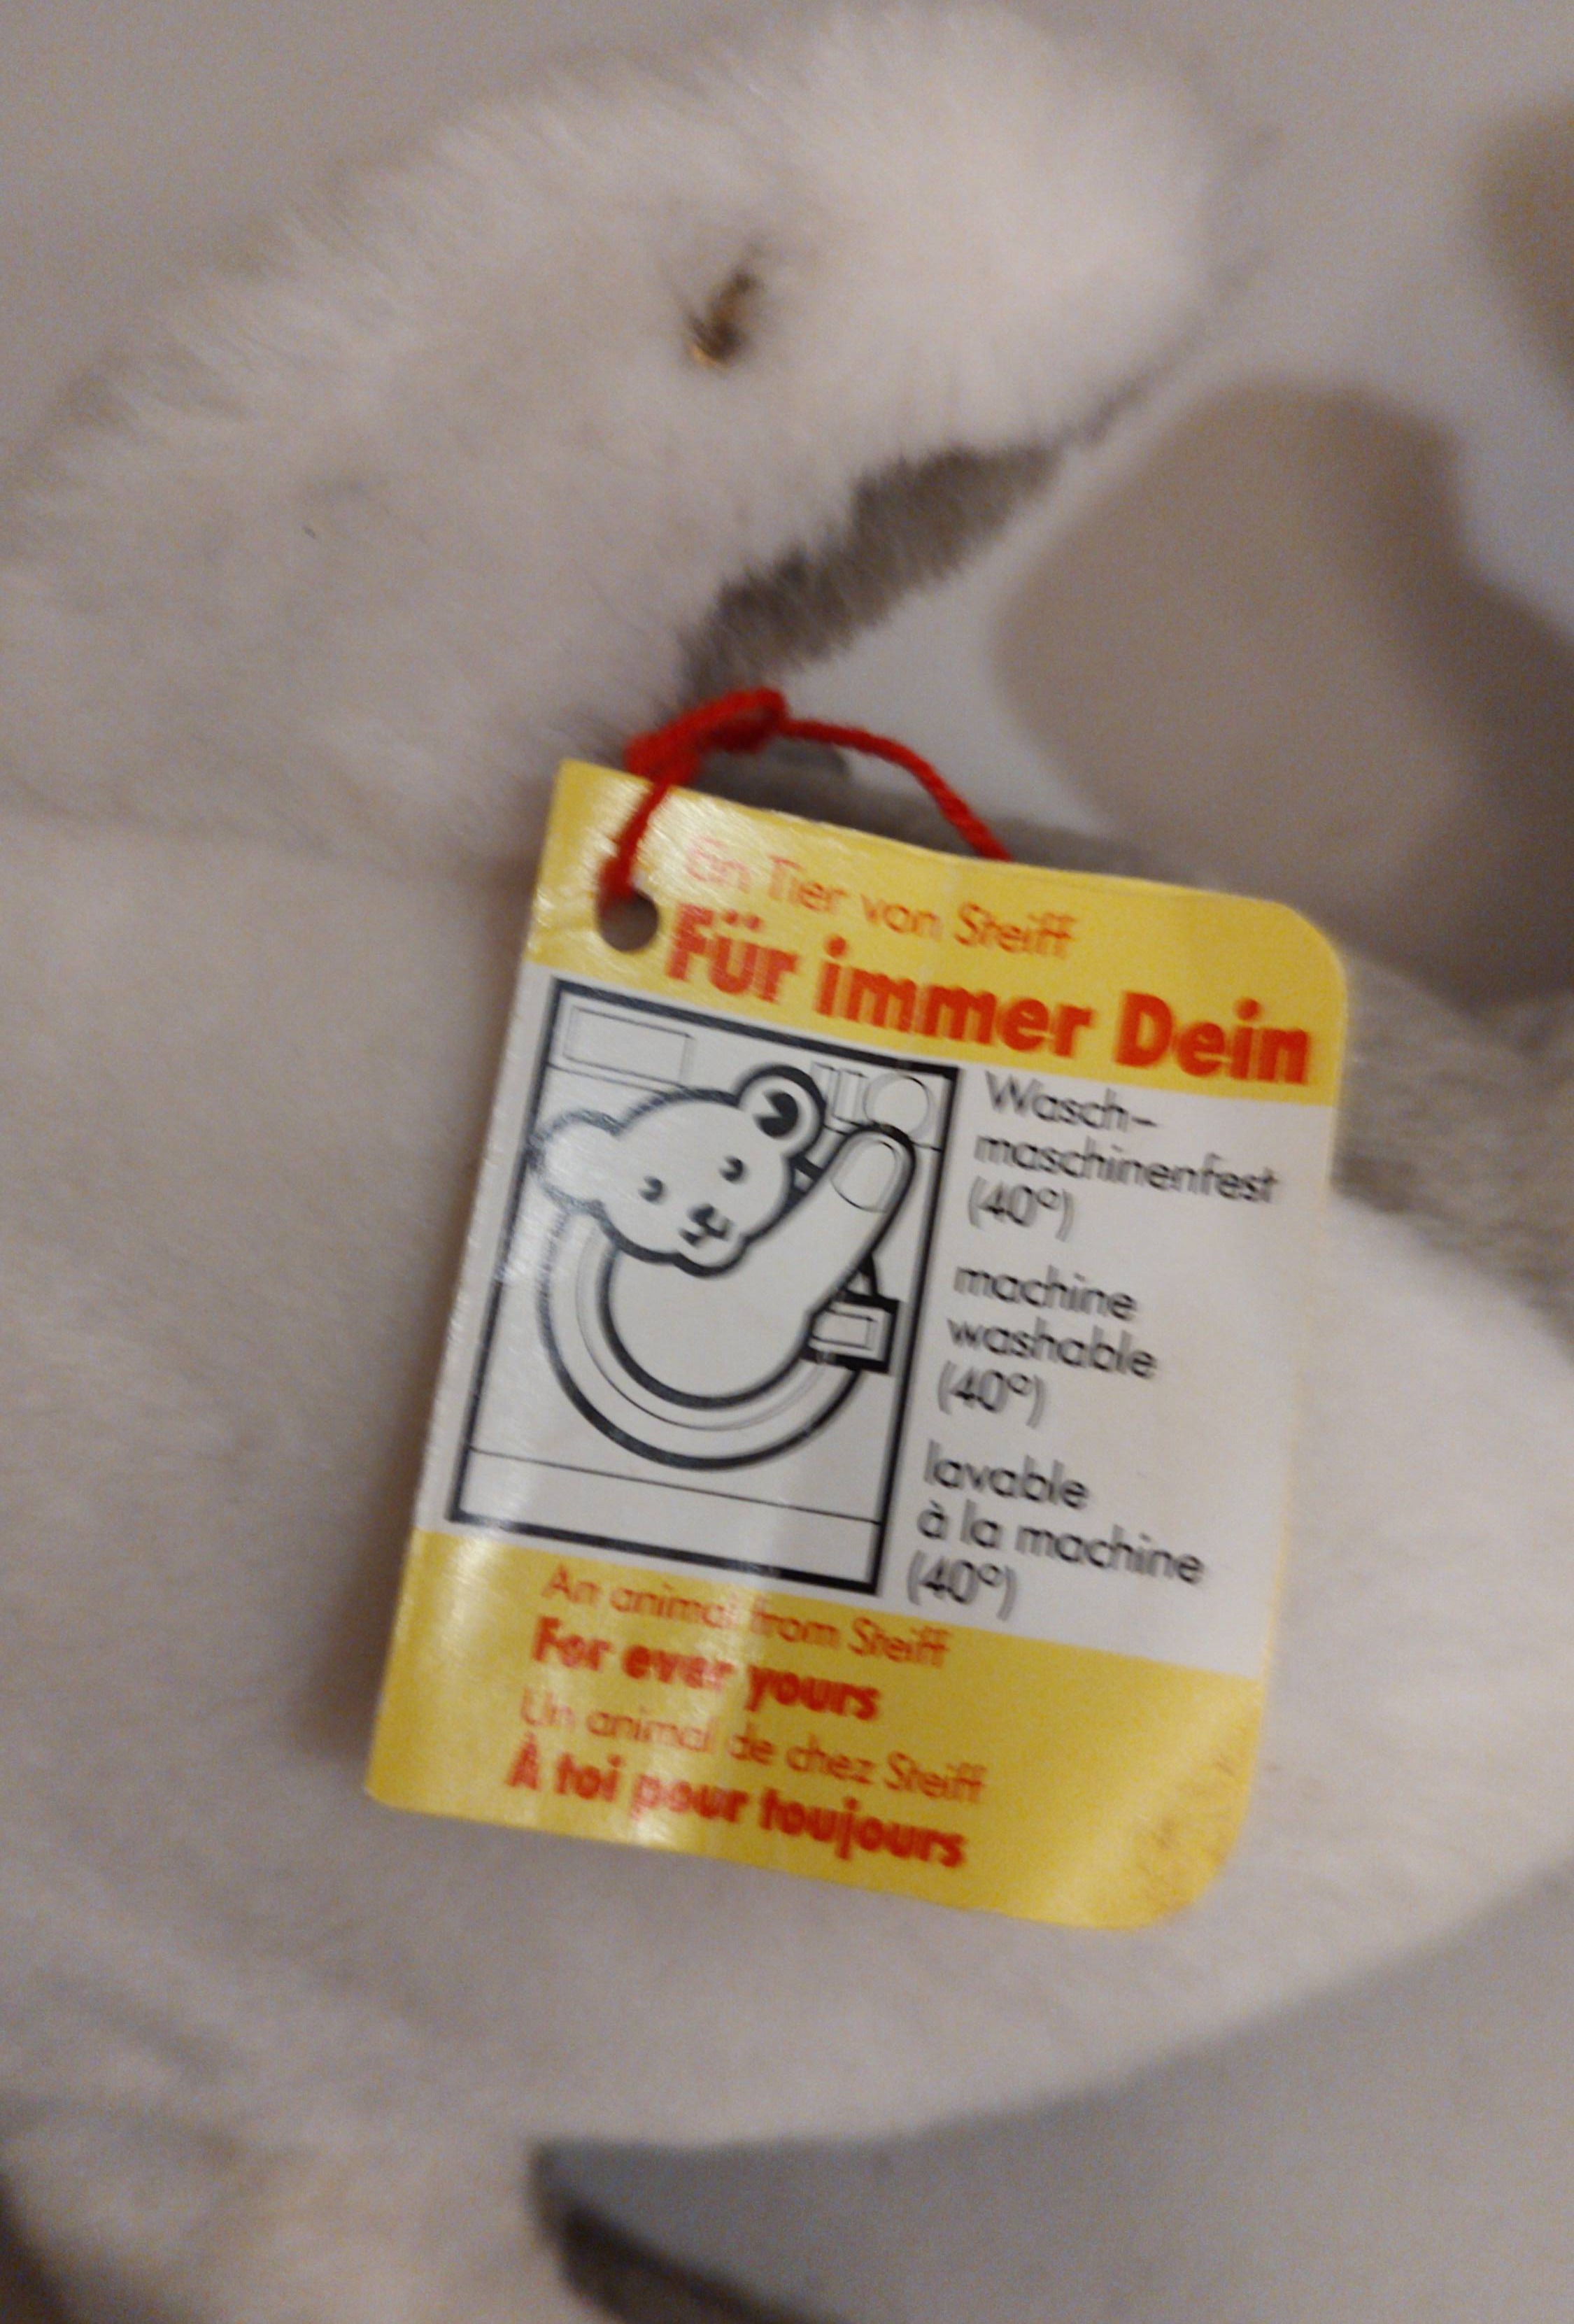 Ein Tier von Steiff
Für immer Dein
Wasch-
maschinenfest
(40°)
machine
washable
(40°)
lavable
à la machine
(40°)
An animal from Steiff
For ever yours
Un animal de chez Steiff
À toi pour toujours